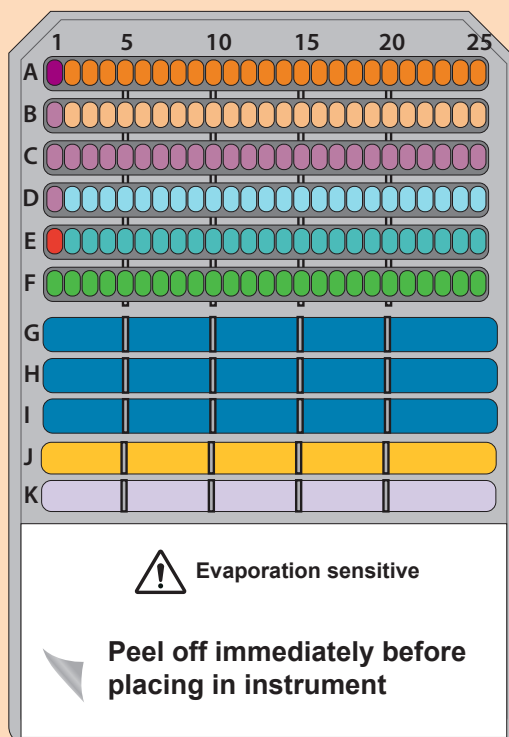 1 5 10 15 20 25
A
B
C
D
E
F
G
H
I
J
K
Evaporation sensitive
Peel off immediately before
placing in instrument